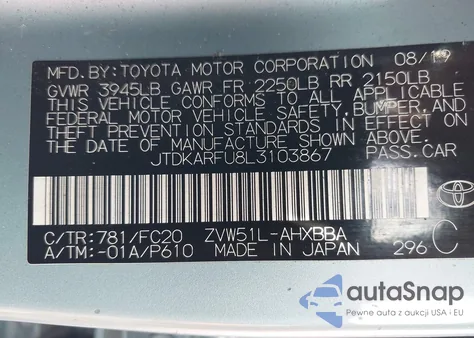 MFD. BY: TOYOTA MOTOR CORPORATION 08/19
GVWR 3945LB GAWR FR 2250LB RR 2150LB
THIS VEHICLE CONFORMS TO ALL APPLICABLE
FEDERAL MOTOR VEHICLE SAFETY, BUMPER, AND
THEFT PREVENTION STANDARDS IN EFFECT ON
THE DATE OF MANUFACTURE SHOWN ABOVE.
JTDKARFU8L3103867 PASS. CAR
C/TR: 781/FC20 ZVW51L-AHXBBA C
A/TM: -01A/P610 MADE IN JAPAN 296
autoSnap
Pewne auta z USA i EU